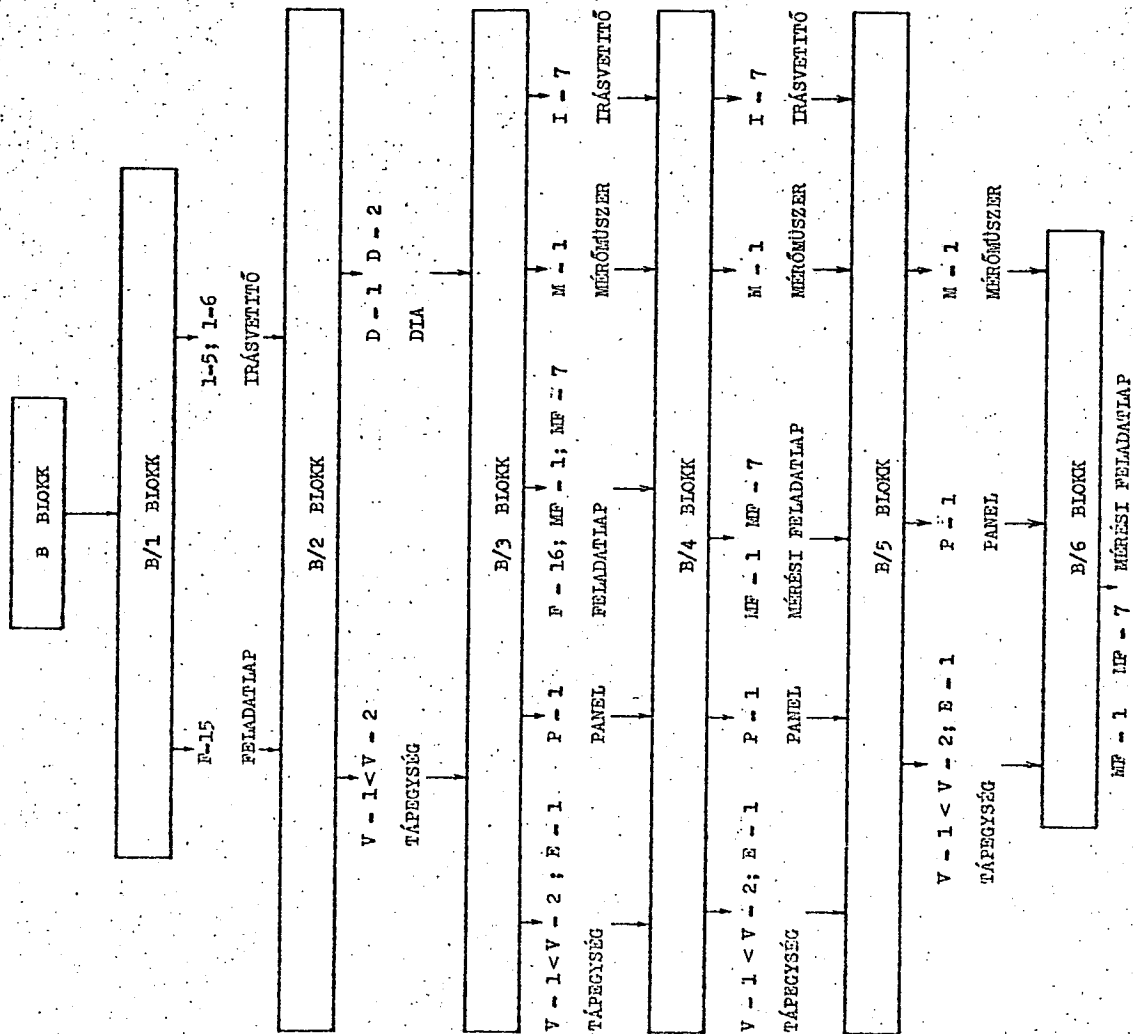 B BLOKK
B/1 BLOKK
F-15 1-5; 1-6
FELADATLAP IRÁSVETITŐ
B/2 BLOKK
V - 1 < V - 2 D - 1 D - 2
TÁPEGYSÉG DIA
B/3 BLOKK
V - 1 < V - 2 ; E - 1 P - 1 F - 16; MF - 1; MF - 7 M - 1 I - 7
TÁPEGYSÉG PANEL FELADATLAP MÉRŐMÜSZER IRÁSVETITŐ
B/4 BLOKK
V - 1 < V - 2; E - 1 P - 1 MF - 1 MF - 7 M - 1 I - 7
TÁPEGYSÉG PANEL MÉRÉSI FELADATLAP MÉRŐMÜSZER IRÁSVETITŐ
B/5 BLOKK
V - 1 < V - 2; E - 1 P - 1 M - 1
TÁPEGYSÉG PANEL MÉRŐMÜSZER
B/6 BLOKK
MF - 1 MF - 7 MÉRÉSI FELADATLAP